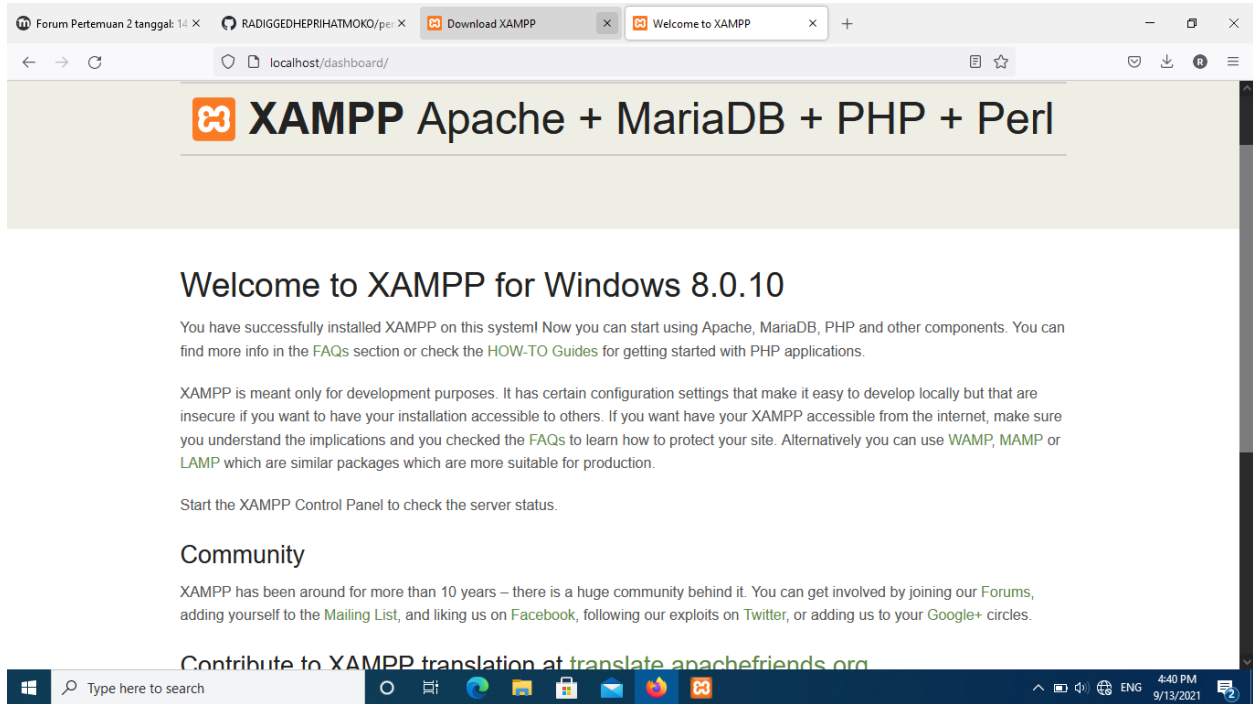 Forum Pertemuan 2 tanggal: 14
RADIGGEDHEPRIHATMOKO/per
Download XAMPP
Welcome to XAMPP
localhost/dashboard/
R
XAMPP Apache + MariaDB + PHP + Perl
Welcome to XAMPP for Windows 8.0.10
You have successfully installed XAMPP on this system! Now you can start using Apache, MariaDB, PHP and other components. You can
find more info in the FAQs section or check the HOW-TO Guides for getting started with PHP applications.
XAMPP is meant only for development purposes. It has certain configuration settings that make it easy to develop locally but that are
insecure if you want to have your installation accessible to others. If you want have your XAMPP accessible from the internet, make sure
you understand the implications and you checked the FAQs to learn how to protect your site. Alternatively you can use WAMP, MAMP or
LAMP which are similar packages which are more suitable for production.
Start the XAMPP Control Panel to check the server status.
Community
XAMPP has been around for more than 10 years – there is a huge community behind it. You can get involved by joining our Forums,
adding yourself to the Mailing List, and liking us on Facebook, following our exploits on Twitter, or adding us to your Google+ circles.
Contribute to XAMPP translation at translate.apachefriends.org
Type here to search
ENG
4:40 PM
9/13/2021
2